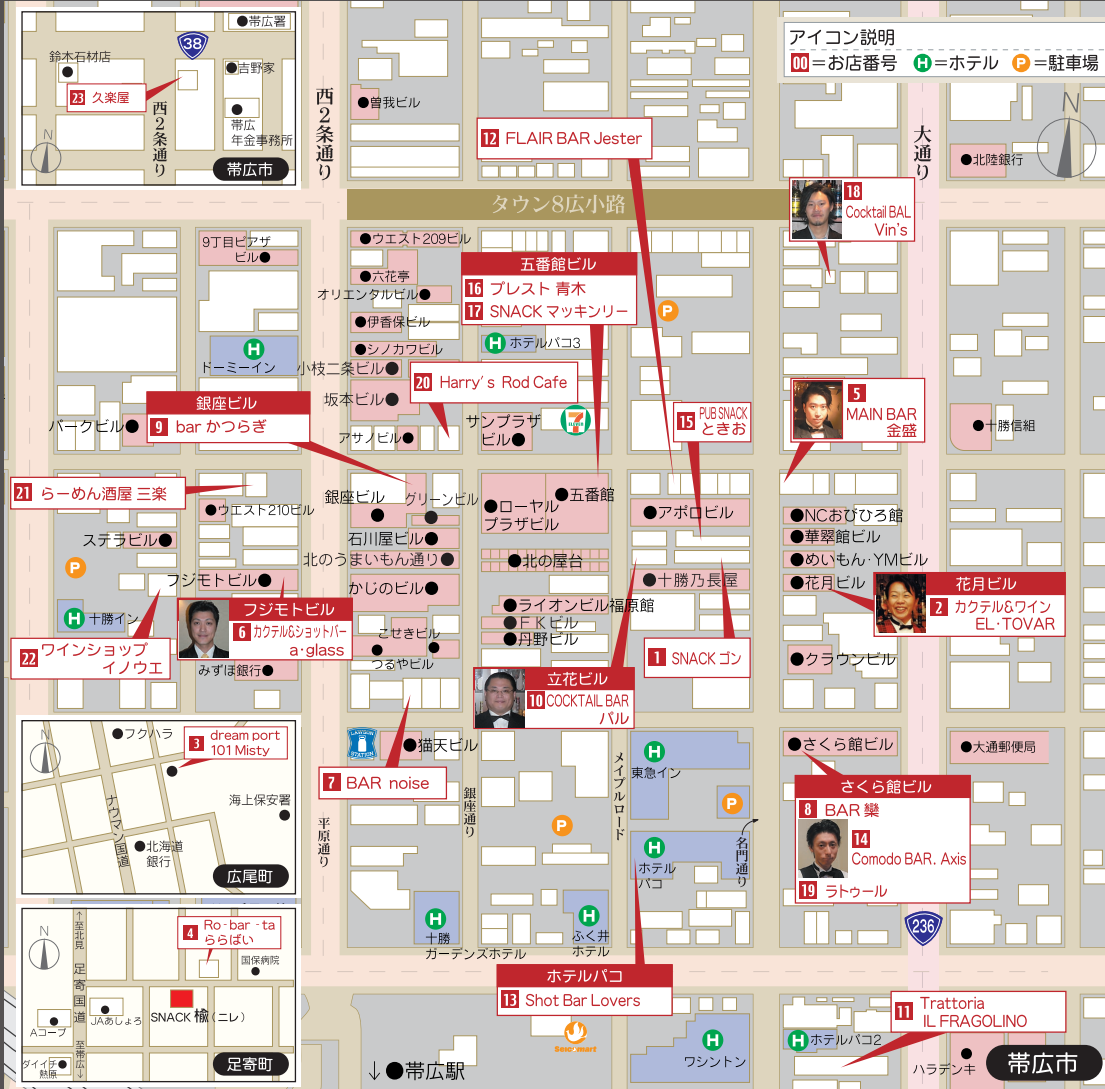 帯広署
38
鈴木石材店
吉野家
23 久楽屋
西2条通り
帯広
年金事務所
N
帯広市
西2条通り
曽我ビル
アイコン説明
00=お店番号 H=ホテル P=駐車場
12 FLAIR BAR Jester
大通り
N
北陸銀行
タウン8広小路
18
Cocktail BAL
Vin's
9丁目ピアザ
ビル
ウエスト209ビル
六花亭
オリエンタルビル
伊香保ビル
シノカワビル
小枝二条ビル
坂本ビル
アサノビル
五番館ビル
16 プレスト 青木
17 SNACK マッキンリー
P
H ホテルパコ3
H
ドーミーイン
20 Harry's Rod Cafe
サンプラザ
ビル
7 ELEVEN
15 PUB SNACK
ときお
5
MAIN BAR
金盛
十勝信組
銀座ビル
9 bar かつらぎ
パークビル
21 らーめん酒屋 三楽
ウエスト210ビル
ステラビル
P
フジモトビル
H 十勝イン
22 ワインショップ
イノウエ
フジモトビル
6 カクテル&ショットバー
a·glass
みずほ銀行
銀座ビル
グリーンビル
石川屋ビル
北のうまいもん通り
かじのビル
こせきビル
つるやビル
ローヤル
プラザビル
五番館
北の屋台
ライオンビル福原館
FKビル
丹野ビル
アポロビル
十勝乃長屋
1 SNACK ゴン
立花ビル
10 COCKTAIL BAR
パル
NCおびひろ館
華翠館ビル
めいもん·YMビル
花月ビル
花月ビル
2 カクテル&ワイン
EL·TOVAR
クラウンビル
N
フクハラ
3 dream port
101 Misty
海上保安署
ナウマン国道
北海道
銀行
広尾町
LAWSON
STATION
猫天ビル
7 BAR noise
平原通り
銀座通り
P
メイプルロード
H
東急イン
P
H
ホテル
パコ
名門通り
さくら館ビル
大通郵便局
さくら館ビル
8 BAR 欒
14
Comodo BAR. Axis
19 ラトゥール
236
H
十勝
ガーデンズホテル
H
ふく井
ホテル
ホテルパコ
13 Shot Bar Lovers
Seicomart
↓●帯広駅
H
ワシントン
11 Trattoria
IL FRAGOLINO
H ホテルパコ2
ハラデンキ
帯広市
↑至北見
足寄国道
至帯広↓
N
4 Ro-bar-ta
ららばい
国保病院
JAあしょろ
SNACK 楡(ニレ)
Aコープ
ダイイチ
熱原
足寄町